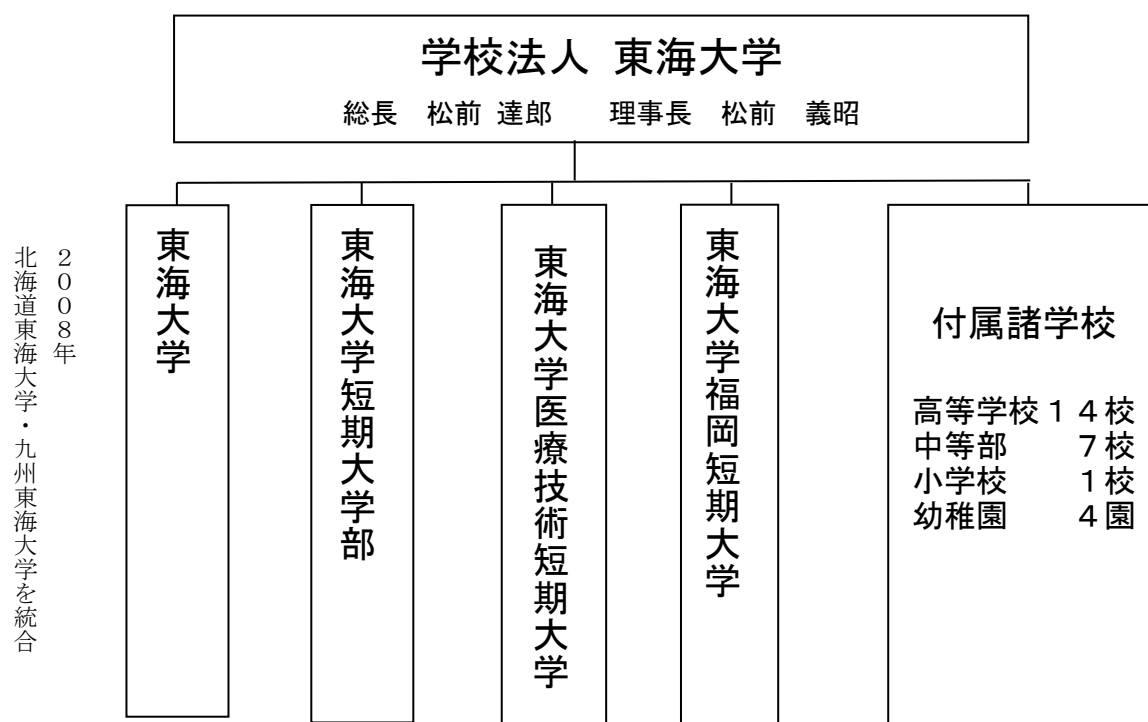 学校法人 東海大学
総長 松前 達郎 理事長 松前 義昭
2008年
北海道東海大学・九州東海大学を統合
東海大学
東海大学短期大学部
東海大学医療技術短期大学
東海大学福岡短期大学
付属諸学校
高等学校14校
中等部 7校
小学校 1校
幼稚園 4園